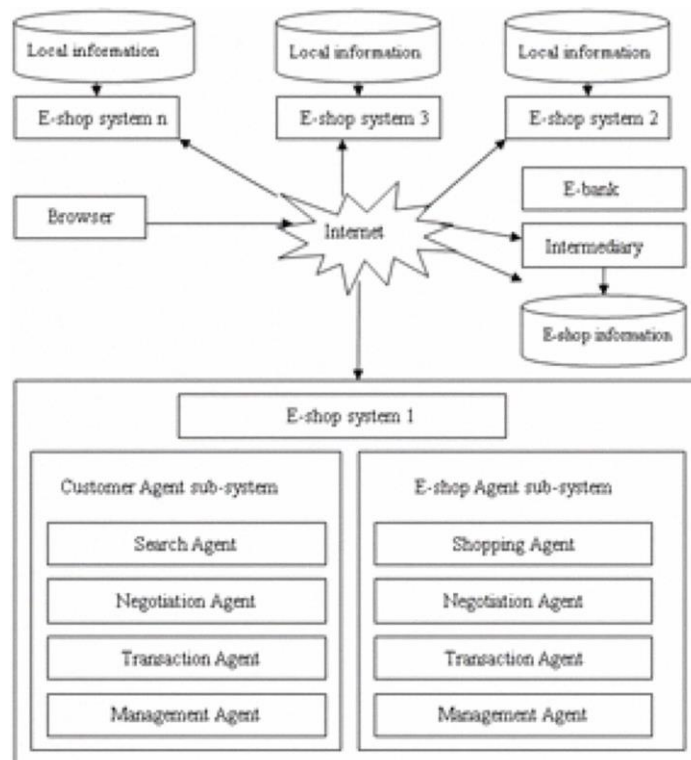 Local information
Local information
Local information
E-shop system n
E-shop system 3
E-shop system 2
E-bank
Browser
Internet
Intermediary
E-shop information
E-shop system 1
Customer Agent sub-system
E-shop Agent sub-system
Search Agent
Shopping Agent
Negotiation Agent
Negotiation Agent
Transaction Agent
Transaction Agent
Management Agent
Management Agent